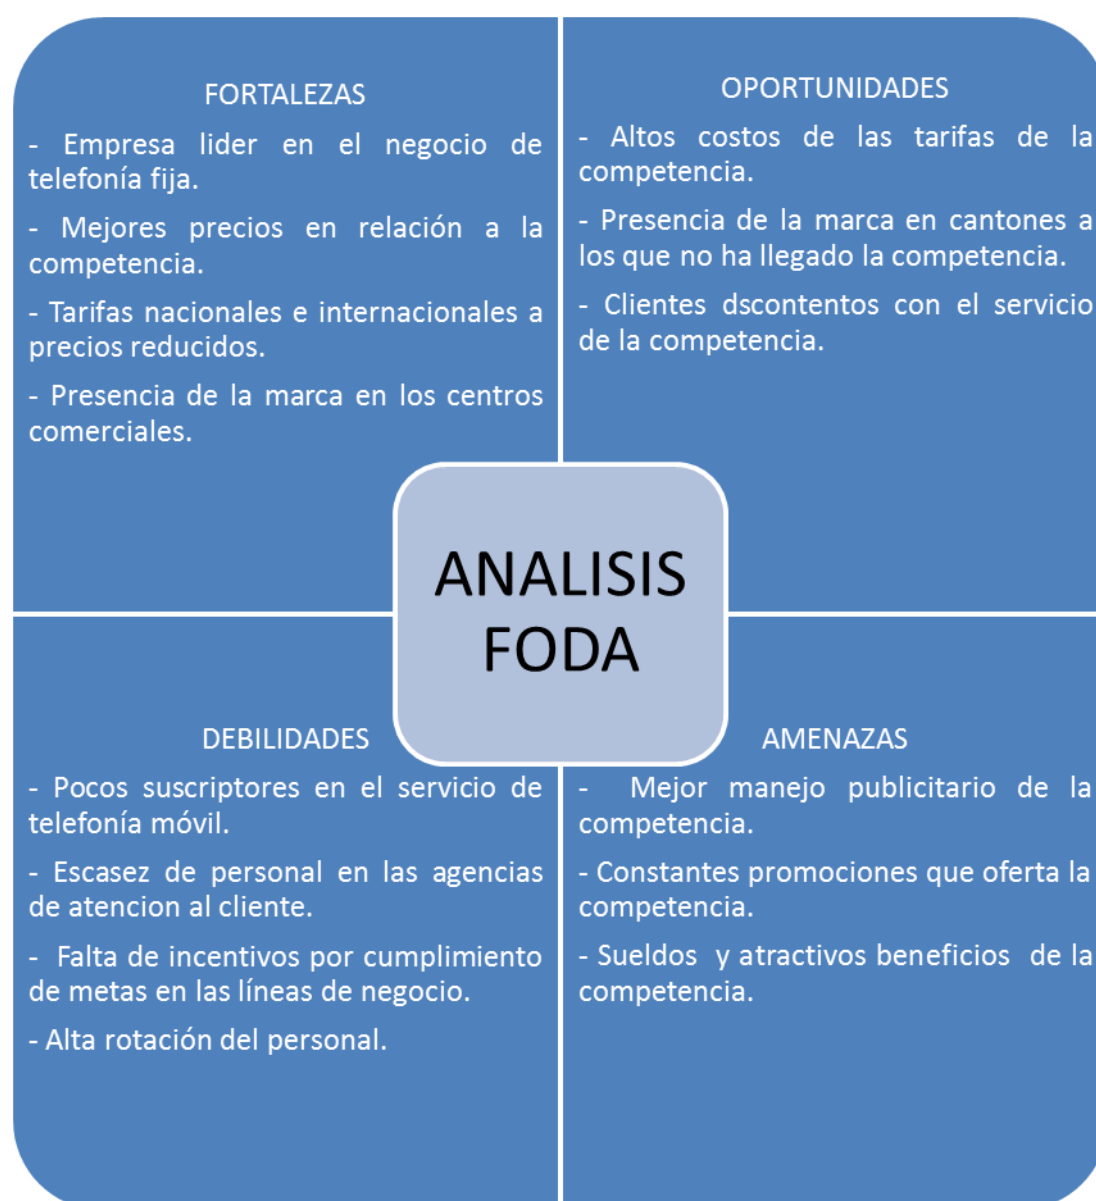 FORTALEZAS
- Empresa lider en el negocio de
telefonía fija.
- Mejores precios en relación a la
competencia.
- Tarifas nacionales e internacionales a
precios reducidos.
- Presencia de la marca en los centros
comerciales.
OPORTUNIDADES
- Altos costos de las tarifas de la
competencia.
- Presencia de la marca en cantones a
los que no ha llegado la competencia.
- Clientes dscontentos con el servicio
de la competencia.
ANALISIS
FODA
DEBILIDADES
- Pocos suscriptores en el servicio de
telefonía móvil.
- Escasez de personal en las agencias
de atencion al cliente.
- Falta de incentivos por cumplimiento
de metas en las líneas de negocio.
- Alta rotación del personal.
AMENAZAS
- Mejor manejo publicitario de la
competencia.
- Constantes promociones que oferta la
competencia.
- Sueldos y atractivos beneficios de la
competencia.